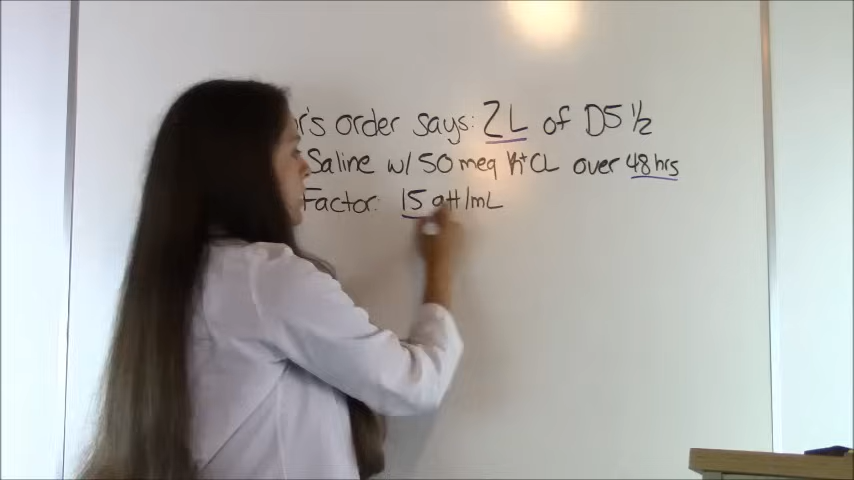 r's order says: 2L of D5 1/2
Saline w/ 50 meq K+CL over 48 hrs
Factor: 15 gtt/mL